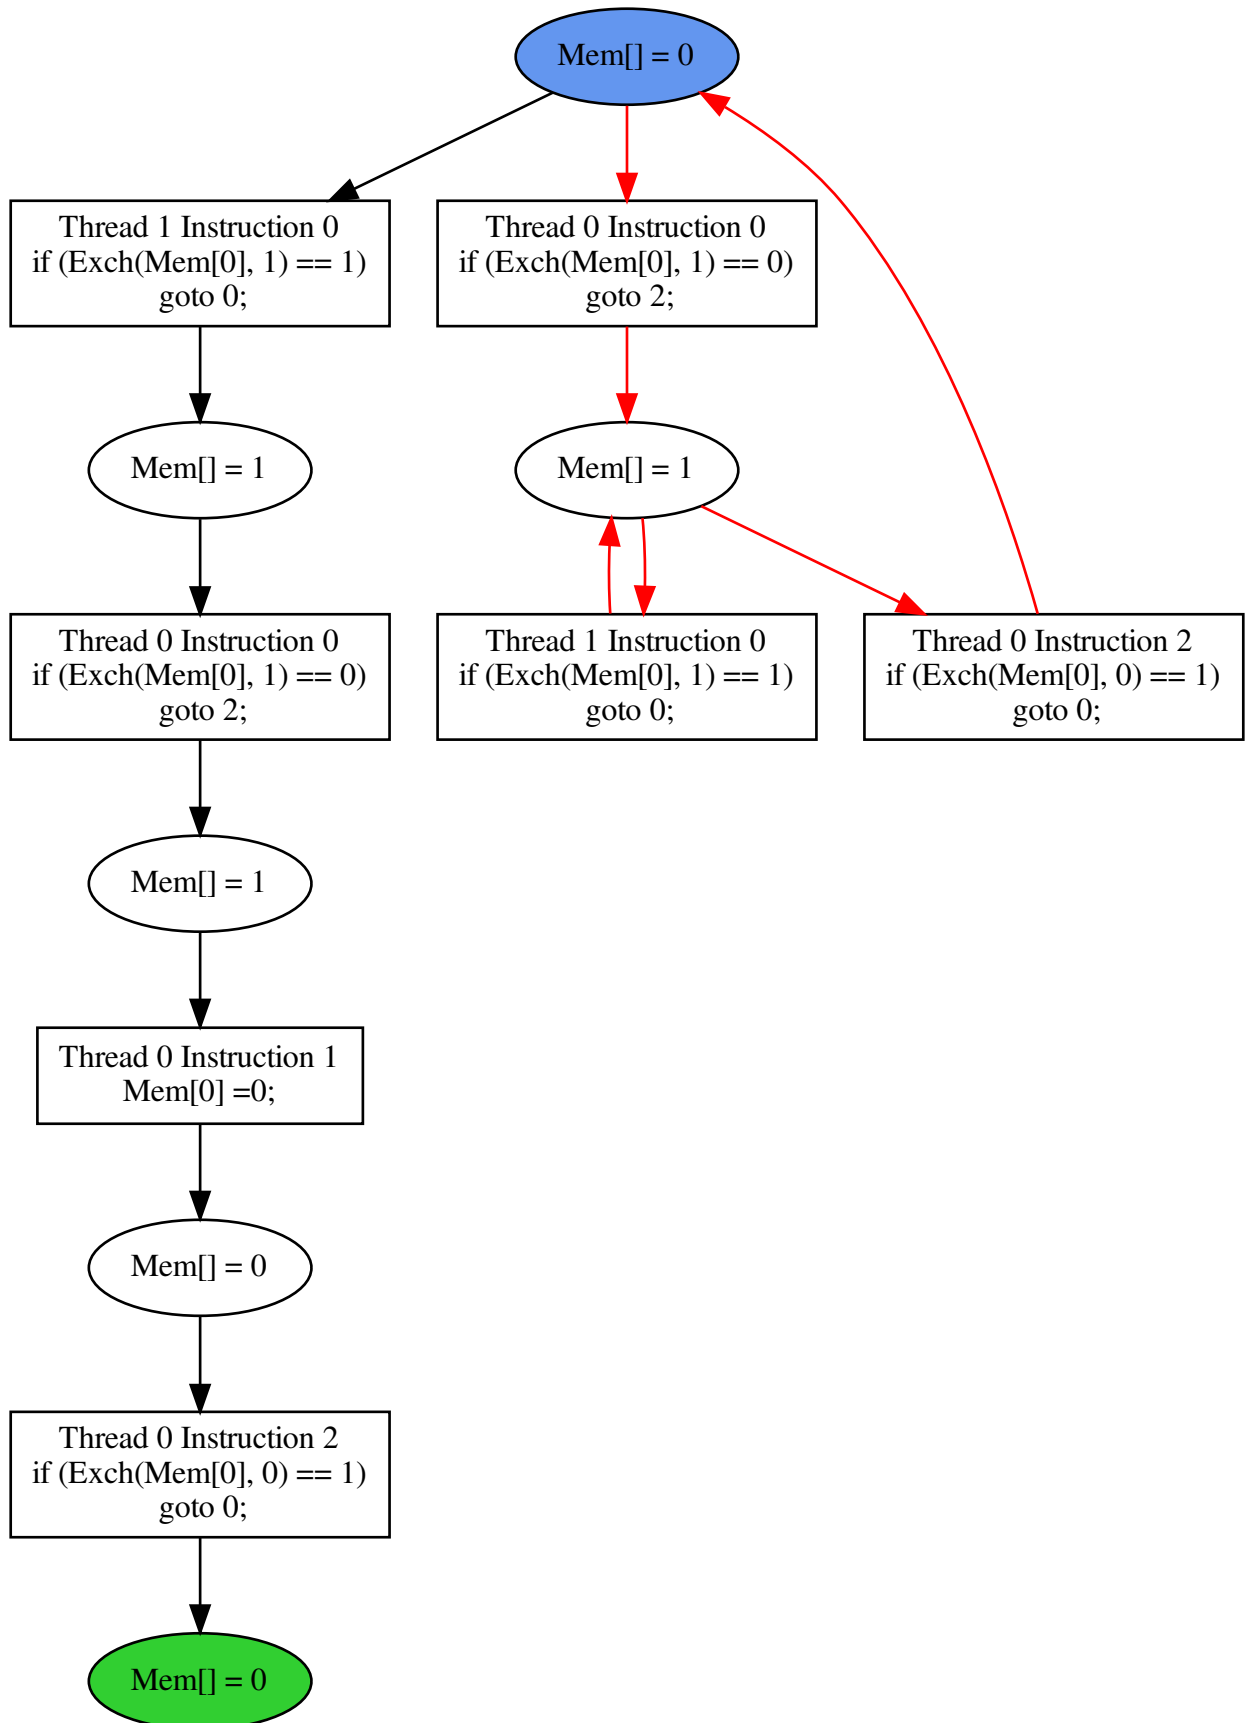 Mem[] = 0
Thread 1 Instruction 0
if (Exch(Mem[0], 1) == 1)
goto 0;
Thread 0 Instruction 0
if (Exch(Mem[0], 1) == 0)
goto 2;
Mem[] = 1
Mem[] = 1
Thread 0 Instruction 0
if (Exch(Mem[0], 1) == 0)
goto 2;
Thread 1 Instruction 0
if (Exch(Mem[0], 1) == 1)
goto 0;
Thread 0 Instruction 2
if (Exch(Mem[0], 0) == 1)
goto 0;
Mem[] = 1
Thread 0 Instruction 1
Mem[0] =0;
Mem[] = 0
Thread 0 Instruction 2
if (Exch(Mem[0], 0) == 1)
goto 0;
Mem[] = 0